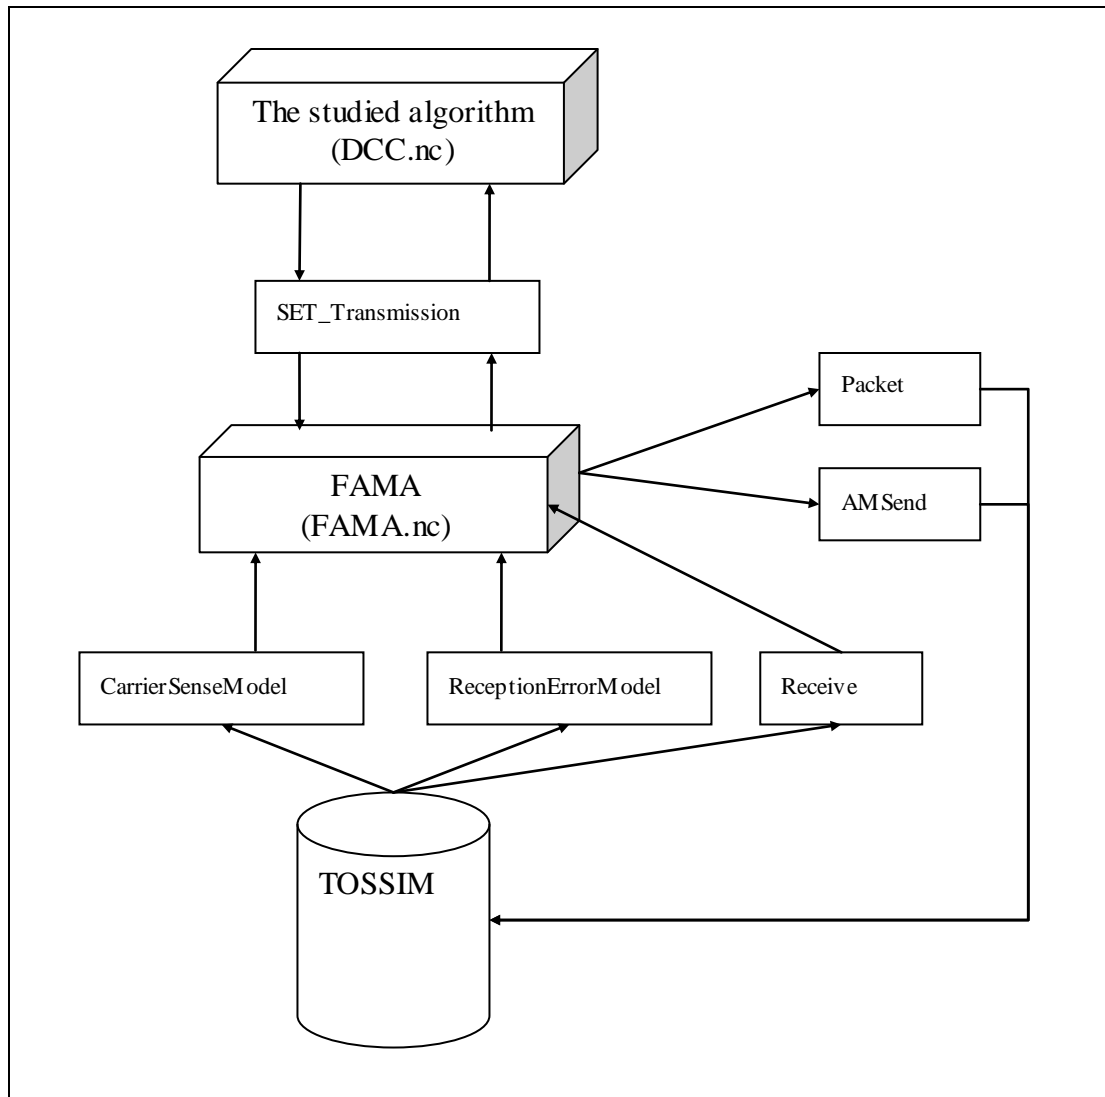 The studied algorithm
(DCC.nc)
SET_Transmission
Packet
FAMA
(FAMA.nc)
AMSend
CarrierSenseModel
ReceptionErrorModel
Receive
TOSSIM